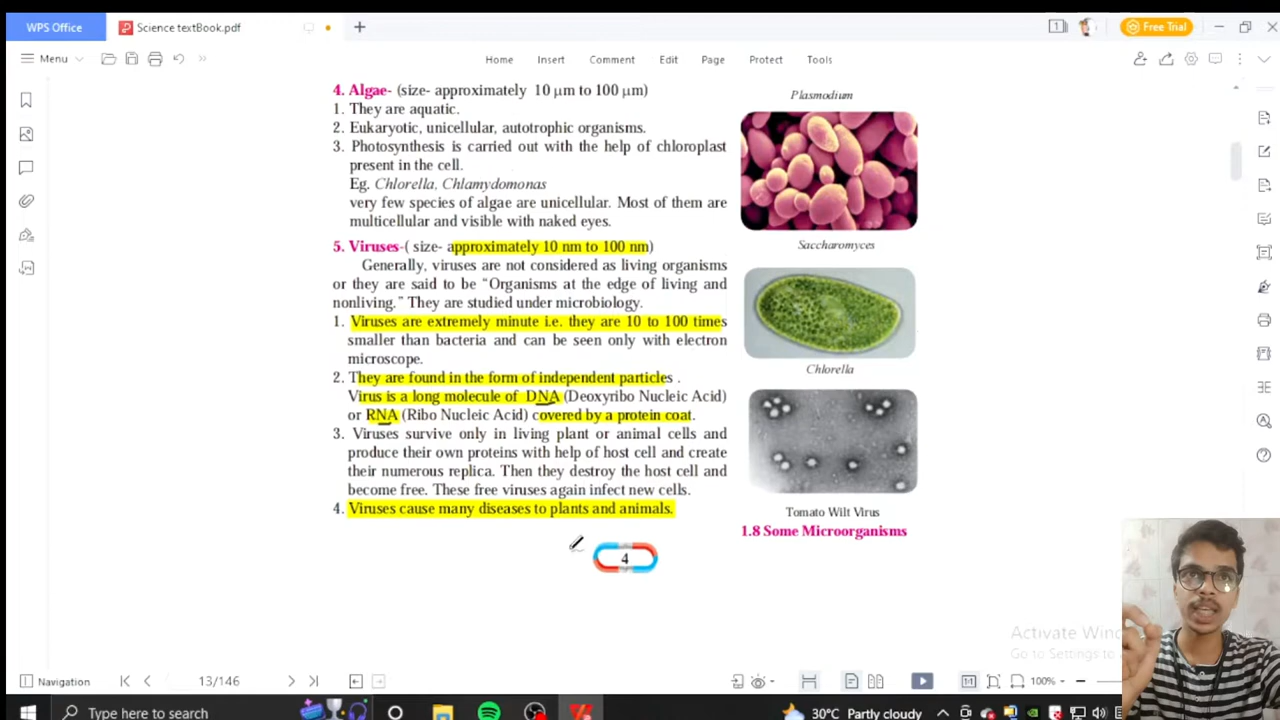 WPS Office
Science textBook.pdf
1
Free Trial
Menu
Home
Insert
Comment
Edit
Page
Protect
Tools
4. Algae- (size- approximately 10 μm to 100 μm)
1. They are aquatic.
2. Eukaryotic, unicellular, autotrophic organisms.
3. Photosynthesis is carried out with the help of chloroplast
present in the cell.
Eg. Chlorella, Chlamydomonas
very few species of algae are unicellular. Most of them are
multicellular and visible with naked eyes.
5. Viruses-( size- approximately 10 nm to 100 nm)
Generally, viruses are not considered as living organisms
or they are said to be “Organisms at the edge of living and
nonliving.” They are studied under microbiology.
1. Viruses are extremely minute i.e. they are 10 to 100 times
smaller than bacteria and can be seen only with electron
microscope.
2. They are found in the form of independent particles .
Virus is a long molecule of DNA (Deoxyribo Nucleic Acid)
or RNA (Ribo Nucleic Acid) covered by a protein coat.
3. Viruses survive only in living plant or animal cells and
produce their own proteins with help of host cell and create
their numerous replica. Then they destroy the host cell and
become free. These free viruses again infect new cells.
4. Viruses cause many diseases to plants and animals.
4
Plasmodium
Saccharomyces
Chlorella
Tomato Wilt Virus
1.8 Some Microorganisms
Activate Win
Go to Settings to
Navigation
13/146
100%
Type here to search
30°C Partly cloudy